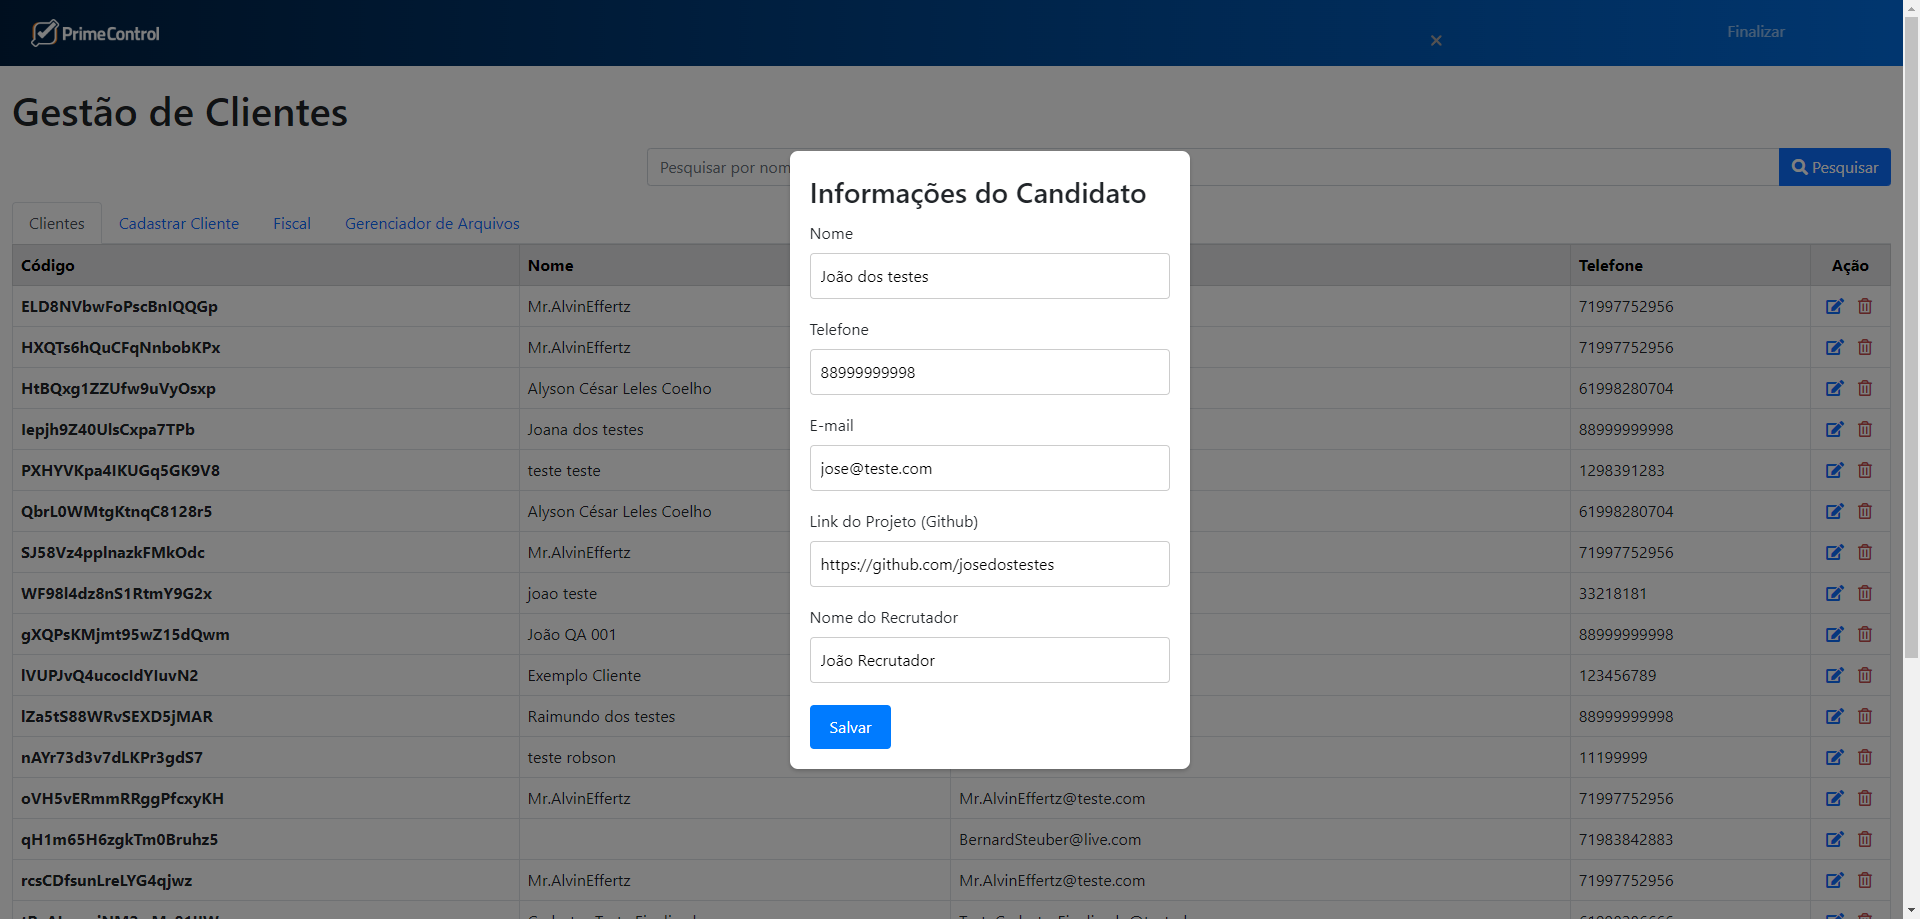 PrimeControl
Finalizar
Gestão de Clientes
Pesquisar por nom
Pesquisar
Clientes
Cadastrar Cliente
Fiscal
Gerenciador de Arquivos
Código Nome Telefone Ação
ELD8NVbwFoPscBnIQQGp Mr.AlvinEffertz 71997752956
HXQTs6hQuCFqNnbobKPx Mr.AlvinEffertz 71997752956
HtBQxg1ZZUfw9uVyOsxp Alyson César Leles Coelho 61998280704
Iepjh9Z40UlsCxpa7TPb Joana dos testes 88999999998
PXHYVKpa4IKUGq5GK9V8 teste teste 1298391283
QbrL0WMtgKtnqC8128r5 Alyson César Leles Coelho 61998280704
SJ58Vz4pplnazkFMkOdc Mr.AlvinEffertz 71997752956
WF98l4dz8nS1RtmY9G2x joao teste 33218181
gXQPsKMjmt95wZ15dQwm João QA 001 88999999998
lVUPJvQ4ucocIdYIuvN2 Exemplo Cliente 123456789
lZa5tS88WRvSEXD5jMAR Raimundo dos testes 88999999998
nAYr73d3v7dLKPr3gdS7 teste robson 11199999
oVH5vERmmRRggPfcxyKH Mr.AlvinEffertz Mr.AlvinEffertz@teste.com 71997752956
qH1m65H6zgkTm0Bruhz5 BernardSteuber@live.com 71983842883
rcsCDfsunLreLYG4qjwz Mr.AlvinEffertz Mr.AlvinEffertz@teste.com 71997752956
Informações do Candidato
Nome
João dos testes
Telefone
88999999998
E-mail
jose@teste.com
Link do Projeto (Github)
https://github.com/josedostestes
Nome do Recrutador
João Recrutador
Salvar